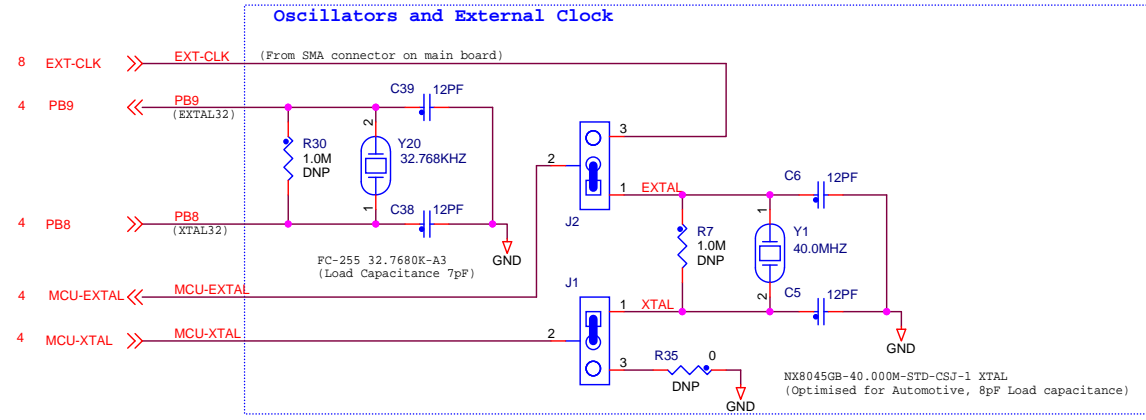 Oscillators and External Clock
8 EXT-CLK EXT-CLK (From SMA connector on main board)
4 PB9 PB9
(EXTAL32)
C39 12PF
R30
1.0M
DNP
2
Y20
32.768KHZ
1
4 PB8 PB8
(XTAL32)
C38 12PF
GND
FC-255 32.7680K-A3
(Load Capacitance 7pF)
3
2
1 EXTAL
J2
C6 12PF
R7
1.0M
DNP
1
Y1
40.0MHZ
2
C5 12PF
GND
4 MCU-EXTAL MCU-EXTAL
J1
1 XTAL
4 MCU-XTAL MCU-XTAL 2
3
R35 0
DNP
GND
NX8045GB-40.000M-STD-CSJ-1 XTAL
(Optimised for Automotive, 8pF Load capacitance)